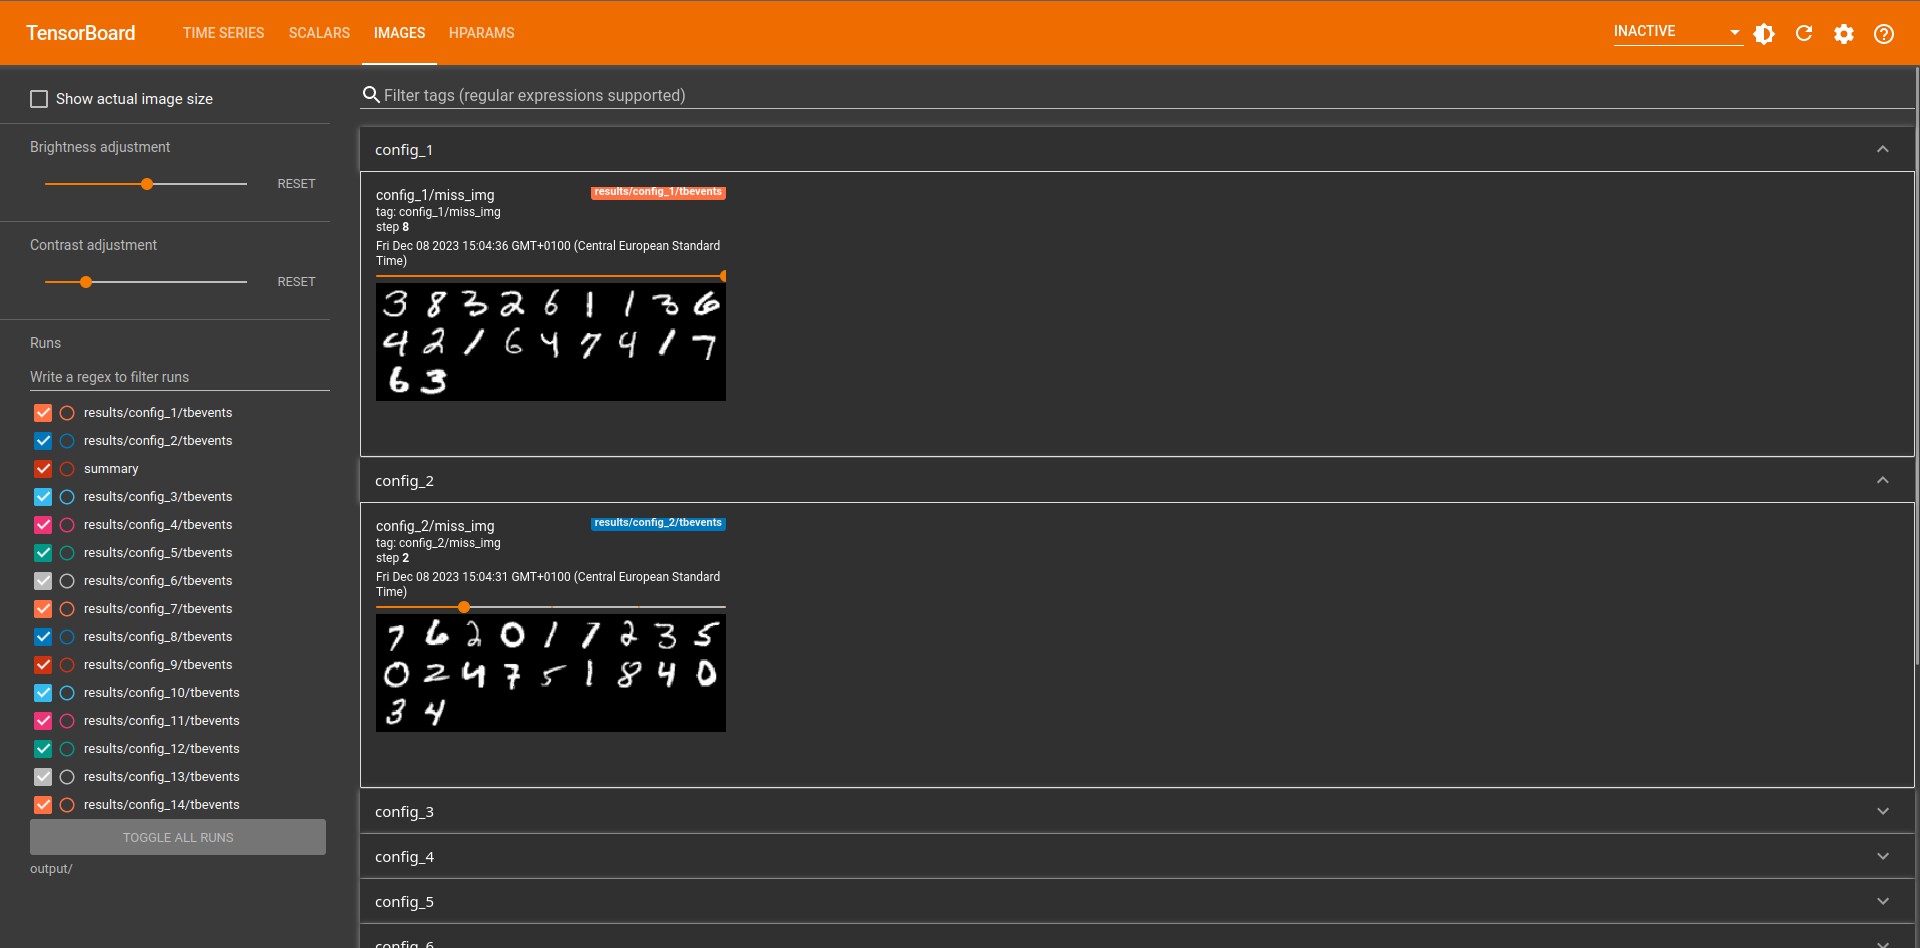 TensorBoard TIME SERIES SCALARS IMAGES HPARAMS INACTIVE
Show actual image size
Brightness adjustment
RESET
Contrast adjustment
RESET
Runs
Write a regex to filter runs
results/config_1/tbevents
results/config_2/tbevents
summary
results/config_3/tbevents
results/config_4/tbevents
results/config_5/tbevents
results/config_6/tbevents
results/config_7/tbevents
results/config_8/tbevents
results/config_9/tbevents
results/config_10/tbevents
results/config_11/tbevents
results/config_12/tbevents
results/config_13/tbevents
results/config_14/tbevents
TOGGLE ALL RUNS
output/
Filter tags (regular expressions supported)
config_1
config_1/miss_img results/config_1/tbevents
tag: config_1/miss_img
step 8
Fri Dec 08 2023 15:04:36 GMT+0100 (Central European Standard
Time)
3 8 3 2 6 1 1 3 6
4 2 1 6 4 7 4 1 7
6 3
config_2
config_2/miss_img results/config_2/tbevents
tag: config_2/miss_img
step 2
Fri Dec 08 2023 15:04:31 GMT+0100 (Central European Standard
Time)
7 6 2 0 1 7 2 3 5
0 2 4 7 5 1 8 4 0
3 4
config_3
config_4
config_5
config_6